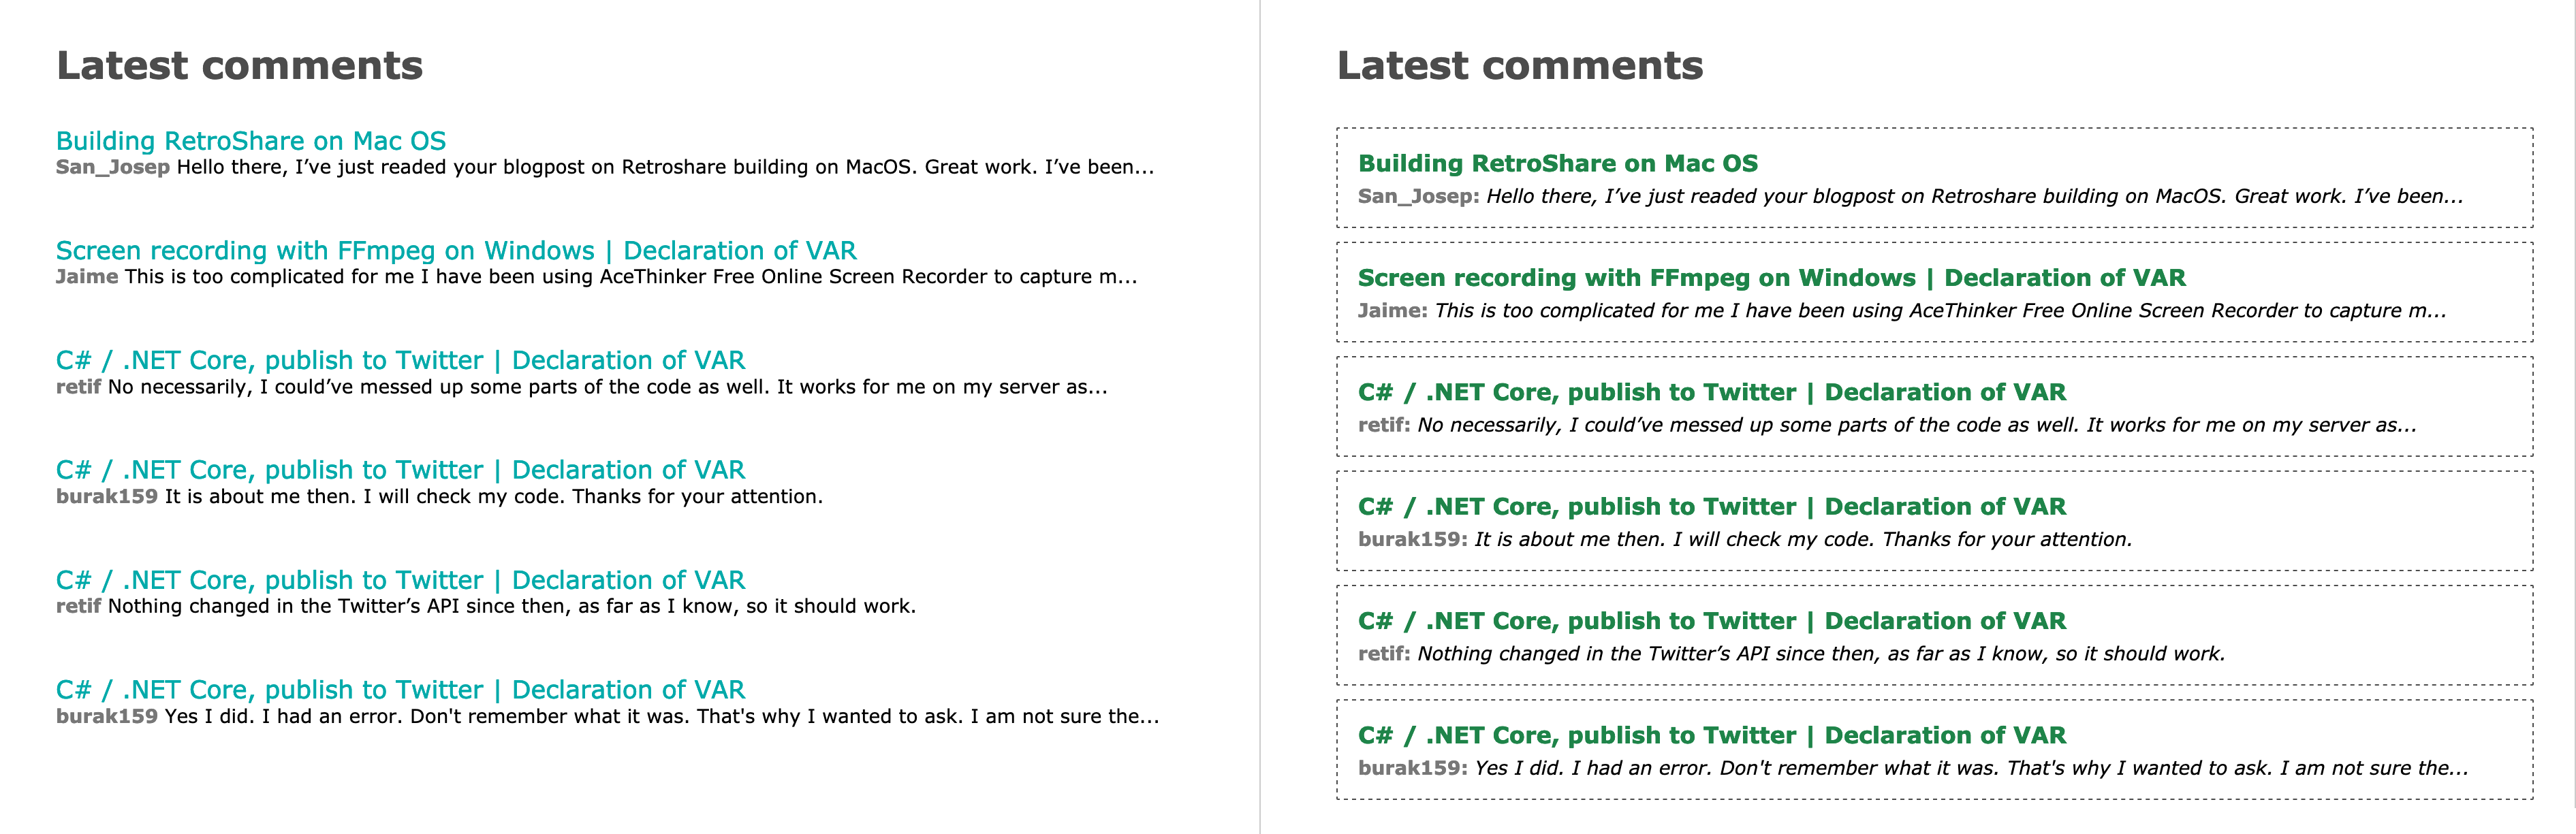 Latest comments
Building RetroShare on Mac OS
San_Josep Hello there, I’ve just readed your blogpost on Retroshare building on MacOS. Great work. I’ve been…
Screen recording with FFmpeg on Windows | Declaration of VAR
Jaime This is too complicated for me I have been using AceThinker Free Online Screen Recorder to capture m…
C# / .NET Core, publish to Twitter | Declaration of VAR
retif No necessarily, I could’ve messed up some parts of the code as well. It works for me on my server as…
C# / .NET Core, publish to Twitter | Declaration of VAR
burak159 It is about me then. I will check my code. Thanks for your attention.
C# / .NET Core, publish to Twitter | Declaration of VAR
retif Nothing changed in the Twitter’s API since then, as far as I know, so it should work.
C# / .NET Core, publish to Twitter | Declaration of VAR
burak159 Yes I did. I had an error. Don't remember what it was. That's why I wanted to ask. I am not sure the…
Latest comments
Building RetroShare on Mac OS
San_Josep: Hello there, I’ve just readed your blogpost on Retroshare building on MacOS. Great work. I’ve been…
Screen recording with FFmpeg on Windows | Declaration of VAR
Jaime: This is too complicated for me I have been using AceThinker Free Online Screen Recorder to capture m…
C# / .NET Core, publish to Twitter | Declaration of VAR
retif: No necessarily, I could’ve messed up some parts of the code as well. It works for me on my server as…
C# / .NET Core, publish to Twitter | Declaration of VAR
burak159: It is about me then. I will check my code. Thanks for your attention.
C# / .NET Core, publish to Twitter | Declaration of VAR
retif: Nothing changed in the Twitter’s API since then, as far as I know, so it should work.
C# / .NET Core, publish to Twitter | Declaration of VAR
burak159: Yes I did. I had an error. Don't remember what it was. That's why I wanted to ask. I am not sure the…